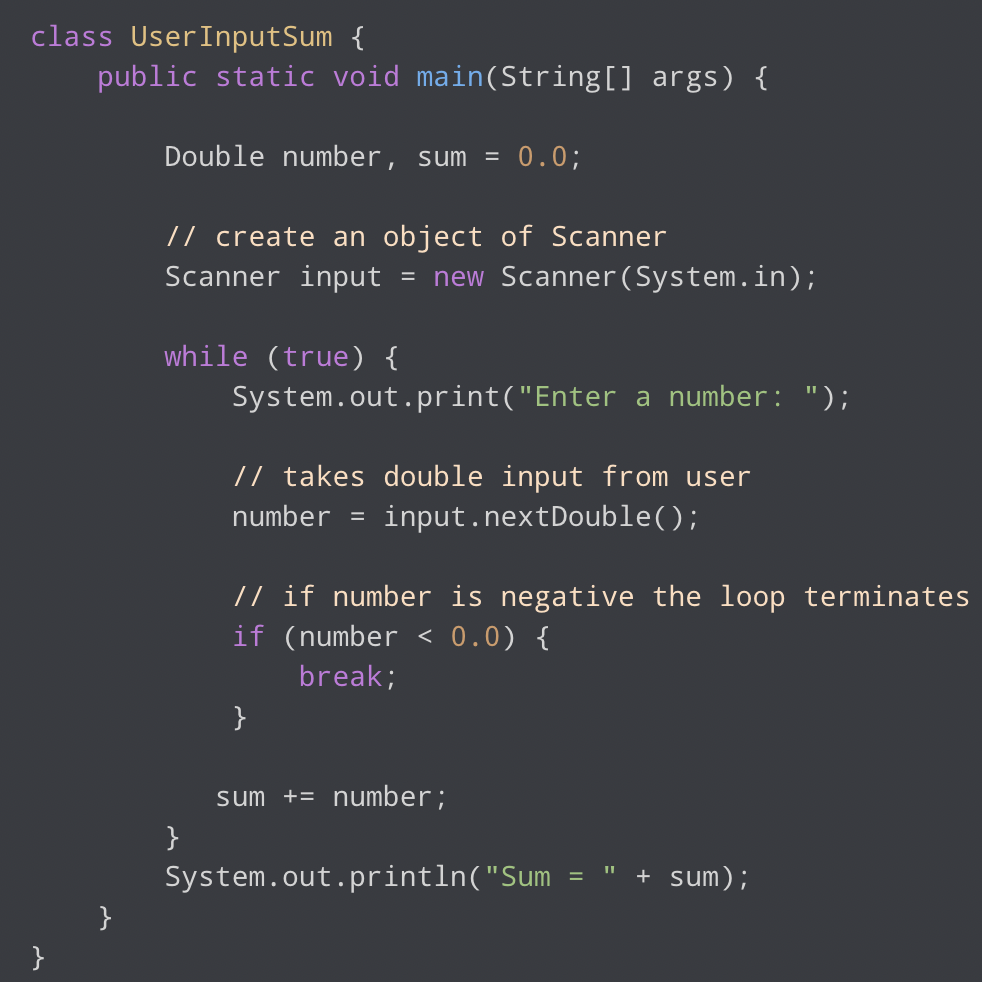 class UserInputSum {
    public static void main(String[] args) {

        Double number, sum = 0.0;

        // create an object of Scanner
        Scanner input = new Scanner(System.in);

        while (true) {
            System.out.print("Enter a number: ");

            // takes double input from user
            number = input.nextDouble();

            // if number is negative the loop terminates
            if (number < 0.0) {
                break;
            }

           sum += number;
        }
        System.out.println("Sum = " + sum);
    }
}